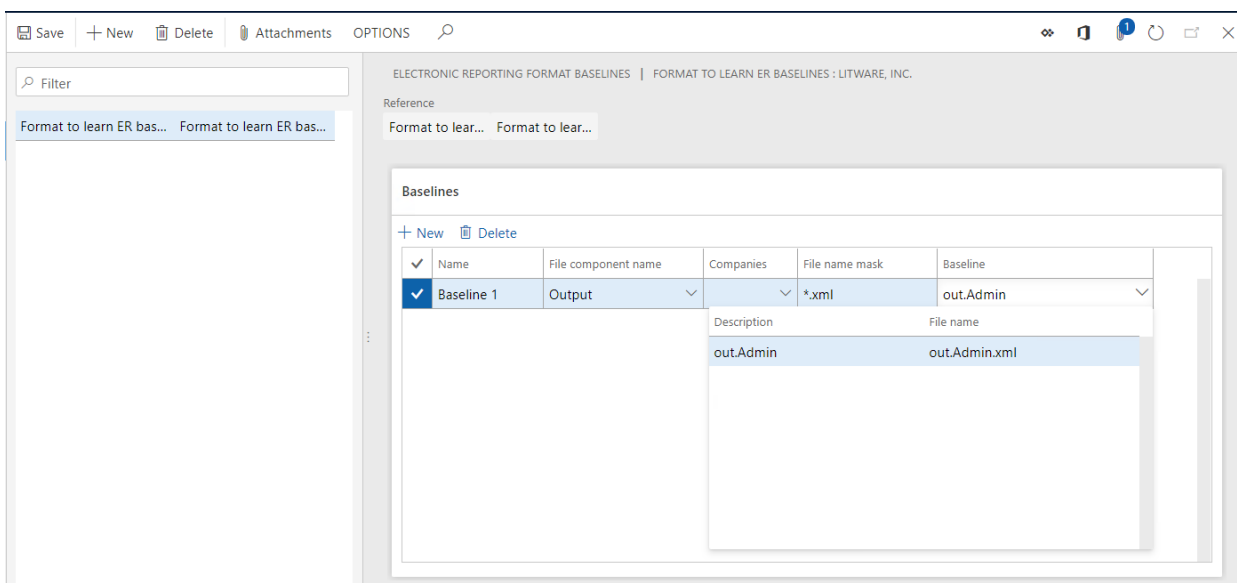 Save New Delete Attachments OPTIONS 1
Filter
Format to learn ER bas... Format to learn ER bas...
ELECTRONIC REPORTING FORMAT BASELINES | FORMAT TO LEARN ER BASELINES : LITWARE, INC.
Reference
Format to lear... Format to lear...
Baselines
New Delete
Name File component name Companies File name mask Baseline
Baseline 1 Output *.xml out.Admin
Description File name
out.Admin out.Admin.xml